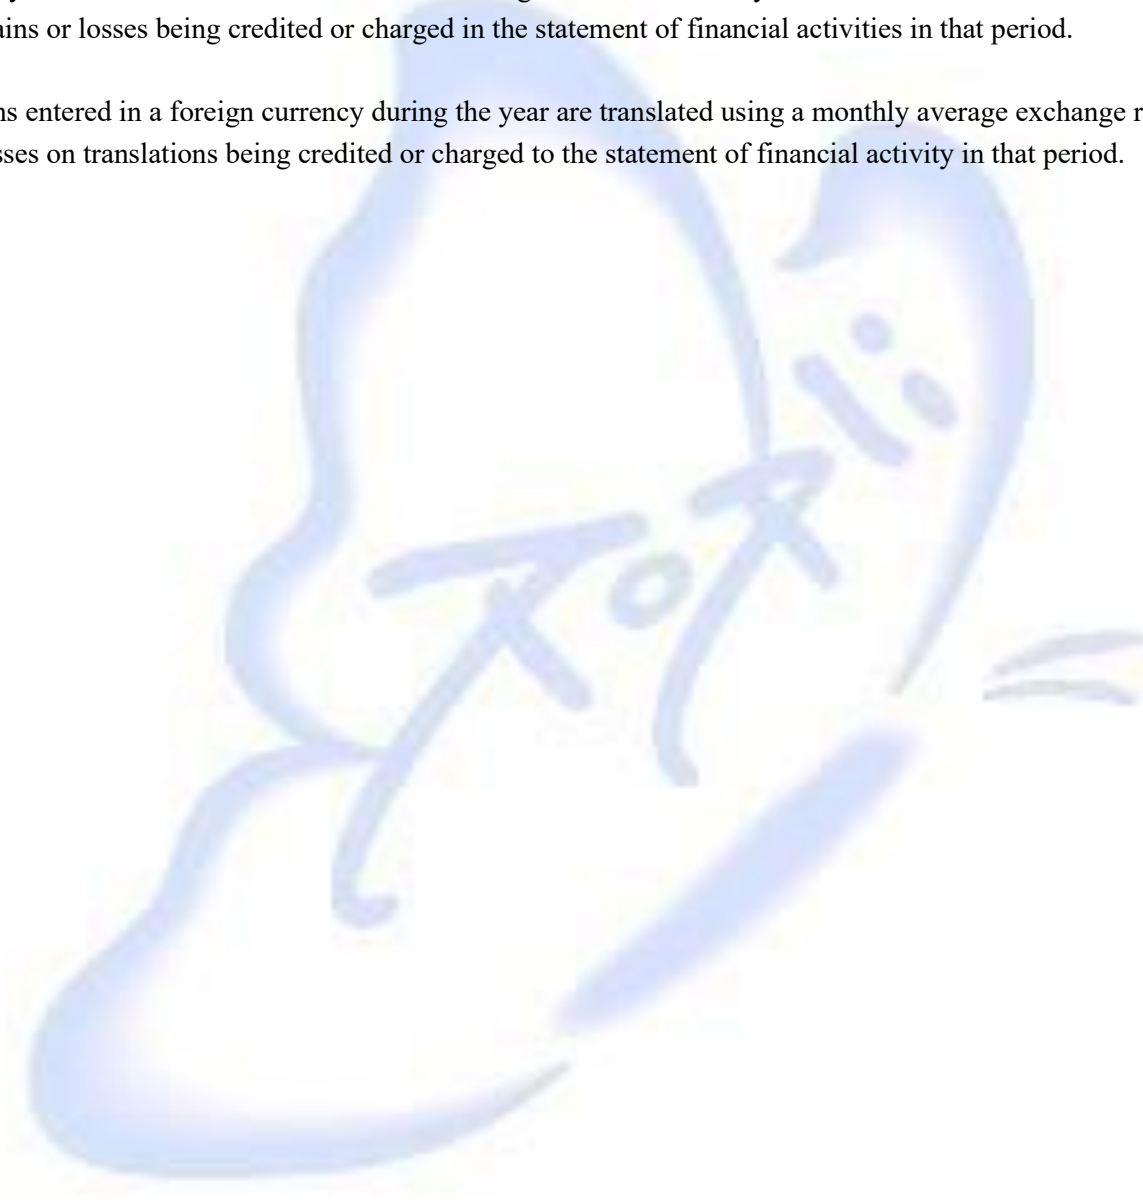 ains or losses being credited or charged in the statement of financial activities in that period.
ns entered in a foreign currency during the year are translated using a monthly average exchange r
sses on translations being credited or charged to the statement of financial activity in that period.